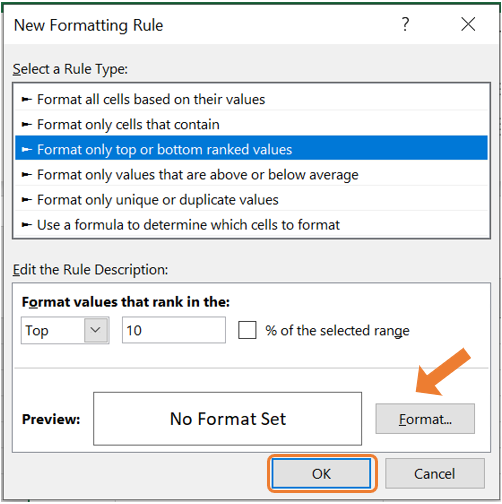 New Formatting Rule ? ×
Select a Rule Type:
► Format all cells based on their values
► Format only cells that contain
► Format only top or bottom ranked values
► Format only values that are above or below average
► Format only unique or duplicate values
► Use a formula to determine which cells to format
Edit the Rule Description:
Format values that rank in the:
Top 10 % of the selected range
Preview: No Format Set Format...
OK Cancel